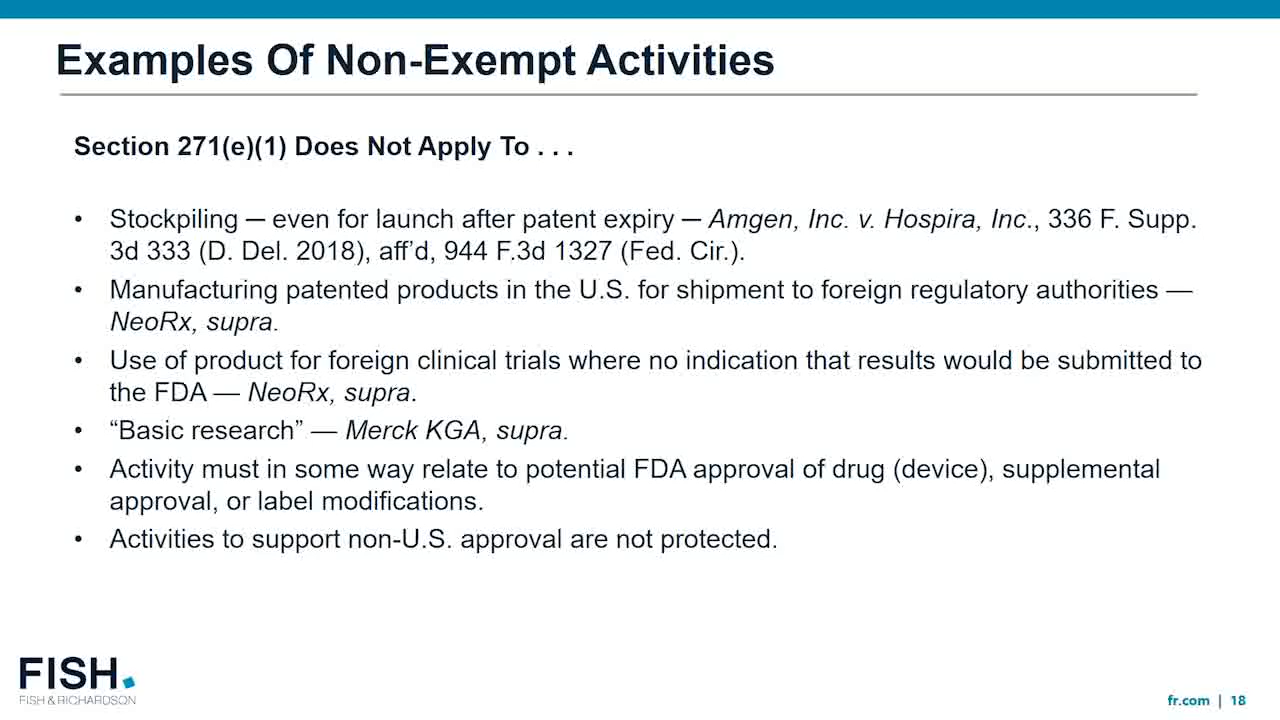 Examples Of Non-Exempt Activities
Section 271(e)(1) Does Not Apply To . . .
• Stockpiling — even for launch after patent expiry — Amgen, Inc. v. Hospira, Inc., 336 F. Supp.
3d 333 (D. Del. 2018), aff’d, 944 F.3d 1327 (Fed. Cir.).
• Manufacturing patented products in the U.S. for shipment to foreign regulatory authorities —
NeoRx, supra.
• Use of product for foreign clinical trials where no indication that results would be submitted to
the FDA — NeoRx, supra.
• “Basic research” — Merck KGA, supra.
• Activity must in some way relate to potential FDA approval of drug (device), supplemental
approval, or label modifications.
• Activities to support non-U.S. approval are not protected.
FISH.
FISH & RICHARDSON
fr.com | 18